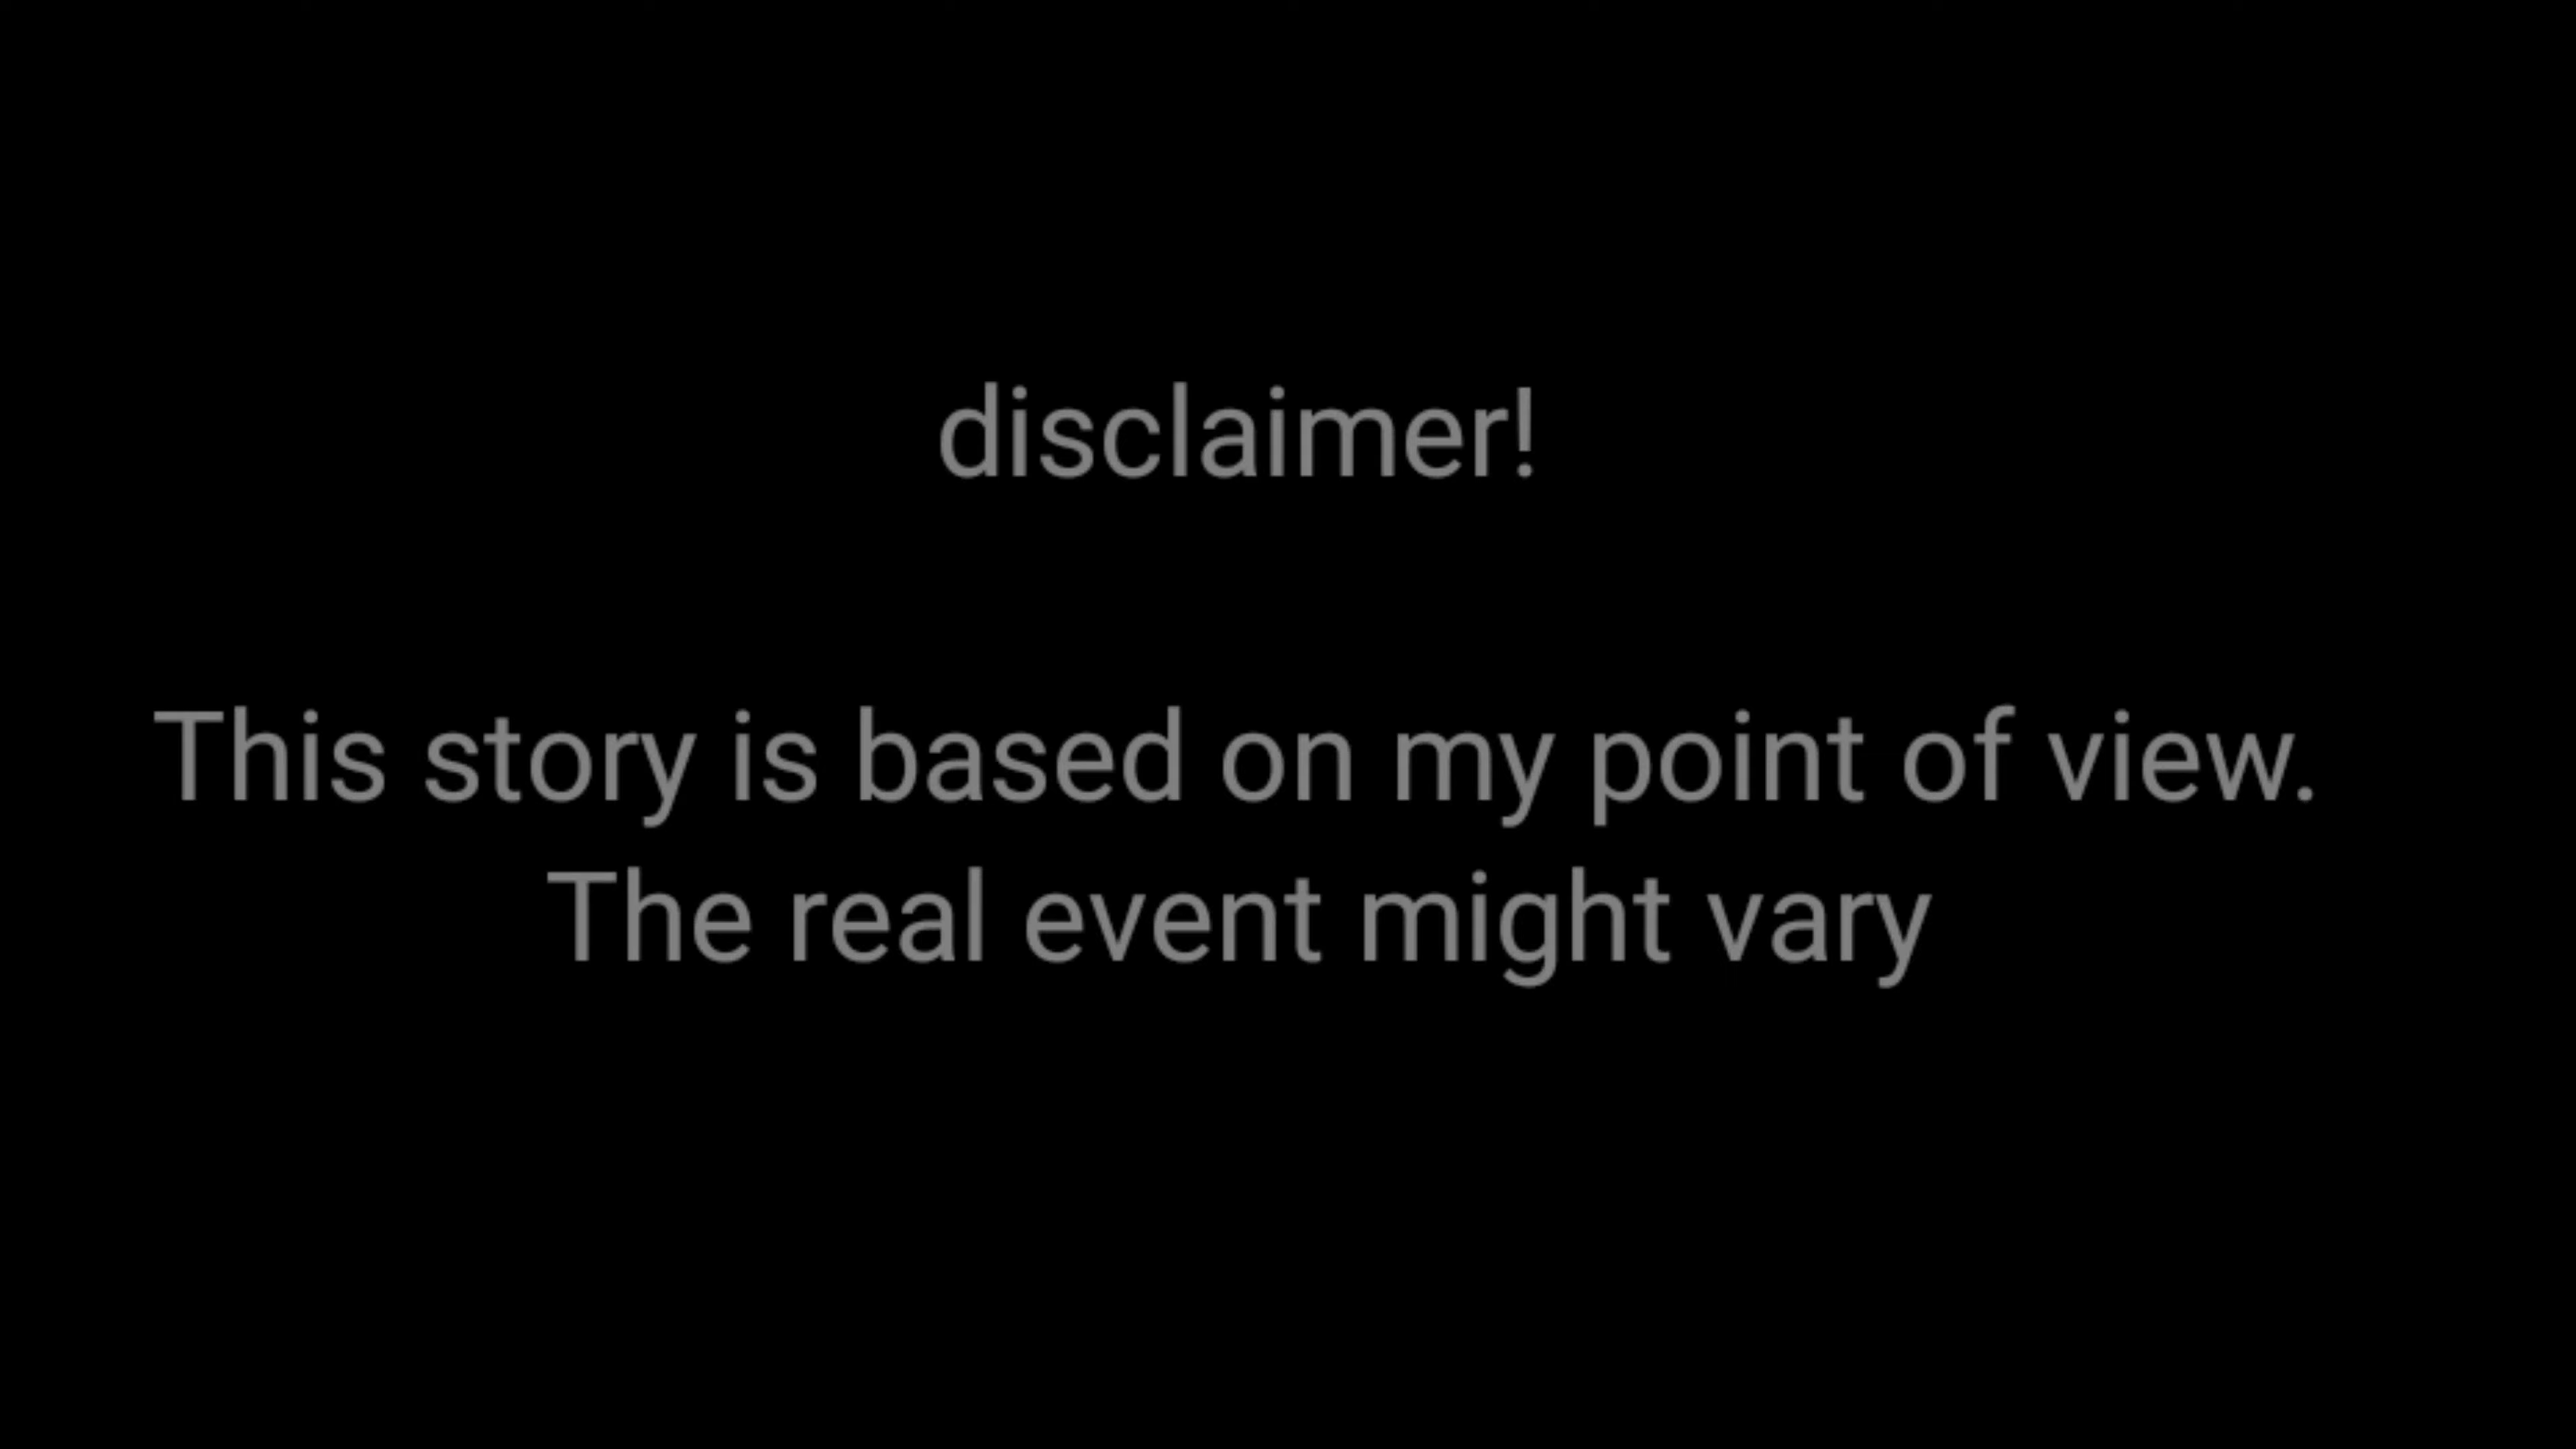 disclaimer!
This story is based on my point of view.
The real event might vary